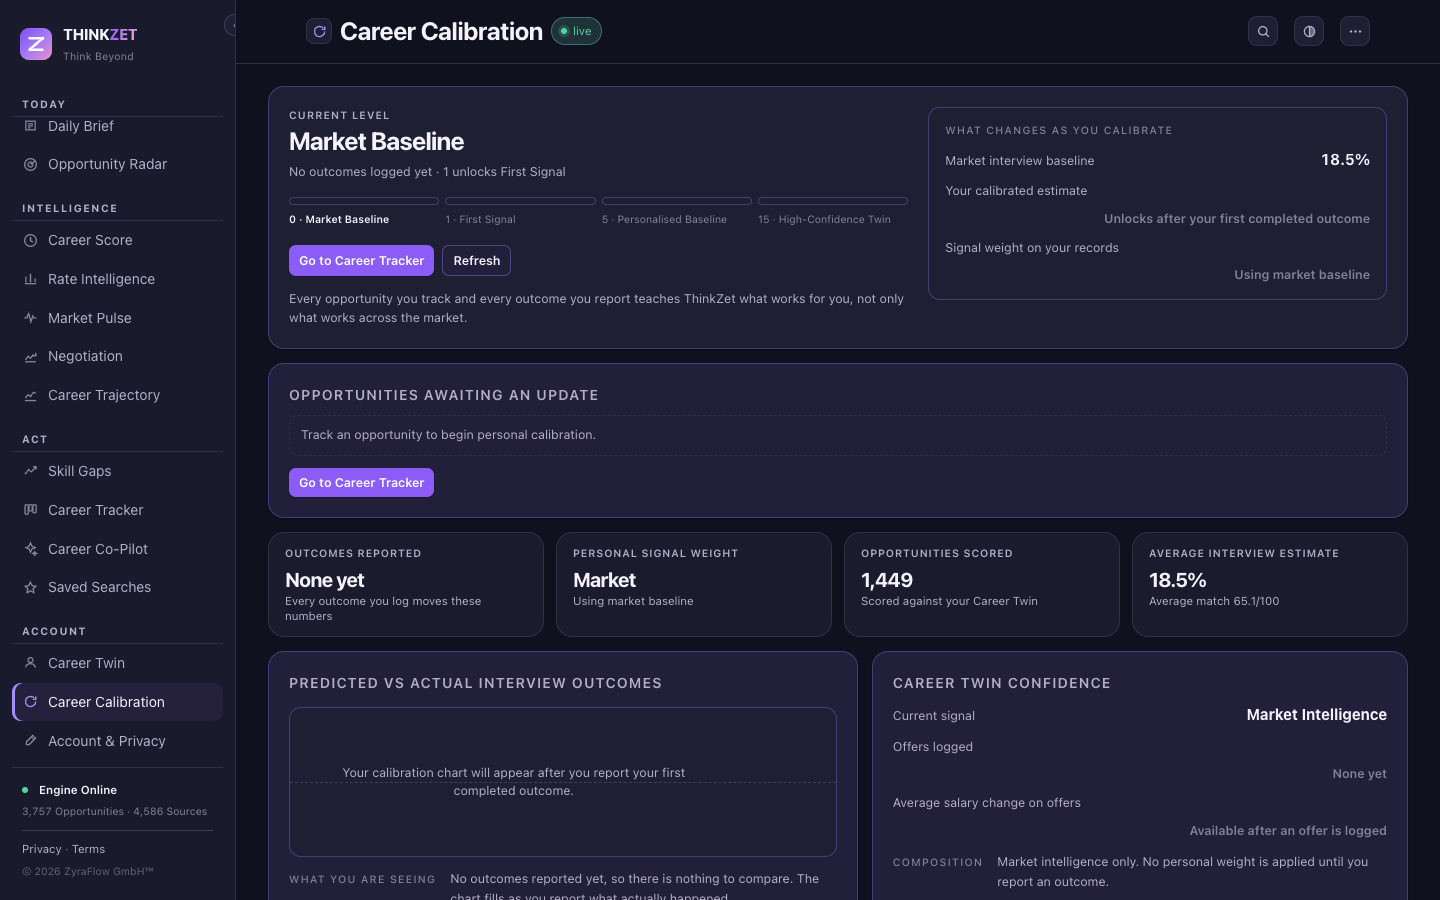 THINKZET
Think Beyond
TODAY
Daily Brief
Opportunity Radar
INTELLIGENCE
Career Score
Rate Intelligence
Market Pulse
Negotiation
Career Trajectory
ACT
Skill Gaps
Career Tracker
Career Co-Pilot
Saved Searches
ACCOUNT
Career Twin
Career Calibration
Account & Privacy
Engine Online
3,757 Opportunities · 4,586 Sources
Privacy · Terms
© 2026 ZyraFlow GmbH™
Career Calibration
live
CURRENT LEVEL
Market Baseline
No outcomes logged yet · 1 unlocks First Signal
0 · Market Baseline
1 · First Signal
5 · Personalised Baseline
15 · High-Confidence Twin
Go to Career Tracker
Refresh
Every opportunity you track and every outcome you report teaches ThinkZet what works for you, not only
what works across the market.
WHAT CHANGES AS YOU CALIBRATE
Market interview baseline
18.5%
Your calibrated estimate
Unlocks after your first completed outcome
Signal weight on your records
Using market baseline
OPPORTUNITIES AWAITING AN UPDATE
Track an opportunity to begin personal calibration.
Go to Career Tracker
OUTCOMES REPORTED
None yet
Every outcome you log moves these
numbers
PERSONAL SIGNAL WEIGHT
Market
Using market baseline
OPPORTUNITIES SCORED
1,449
Scored against your Career Twin
AVERAGE INTERVIEW ESTIMATE
18.5%
Average match 65.1/100
PREDICTED VS ACTUAL INTERVIEW OUTCOMES
Your calibration chart will appear after you report your first
completed outcome.
WHAT YOU ARE SEEING
No outcomes reported yet, so there is nothing to compare. The
chart fills as you report what actually happened.
CAREER TWIN CONFIDENCE
Current signal
Market Intelligence
Offers logged
None yet
Average salary change on offers
Available after an offer is logged
COMPOSITION
Market intelligence only. No personal weight is applied until you
report an outcome.